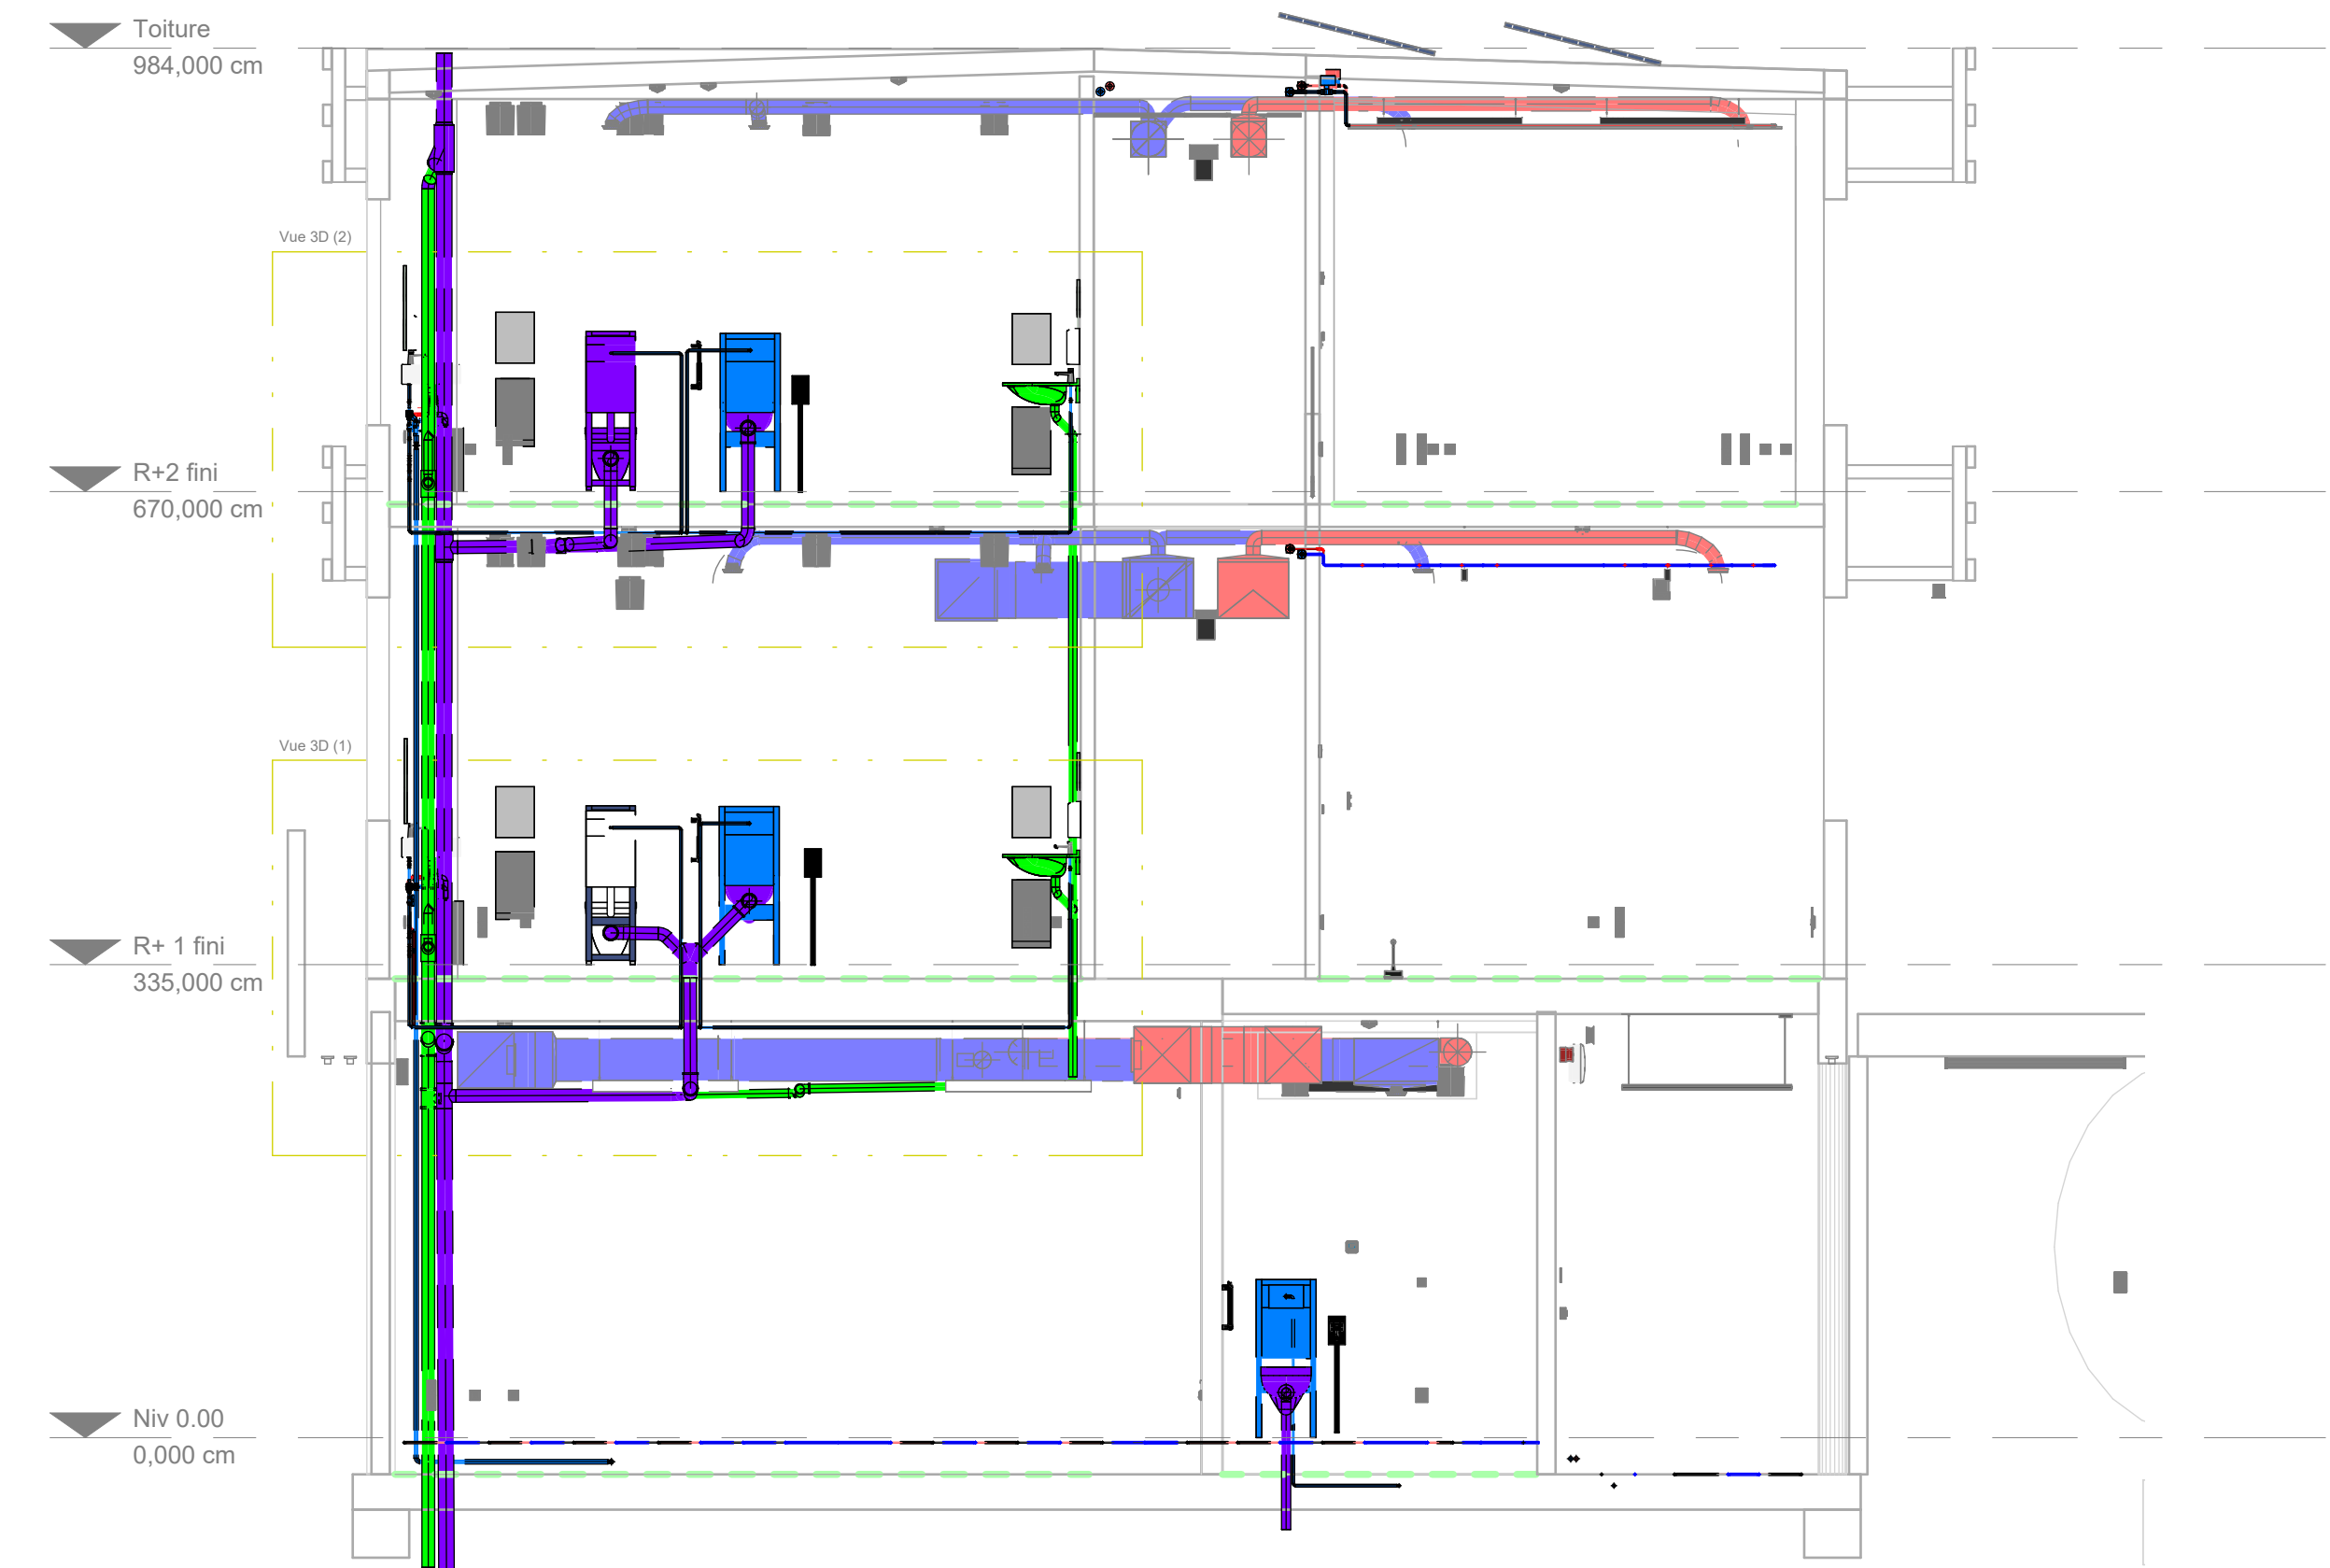 Toiture
984,000 cm
Vue 3D (2)
R+2 fini
670,000 cm
Vue 3D (1)
R+ 1 fini
335,000 cm
Niv 0.00
0,000 cm